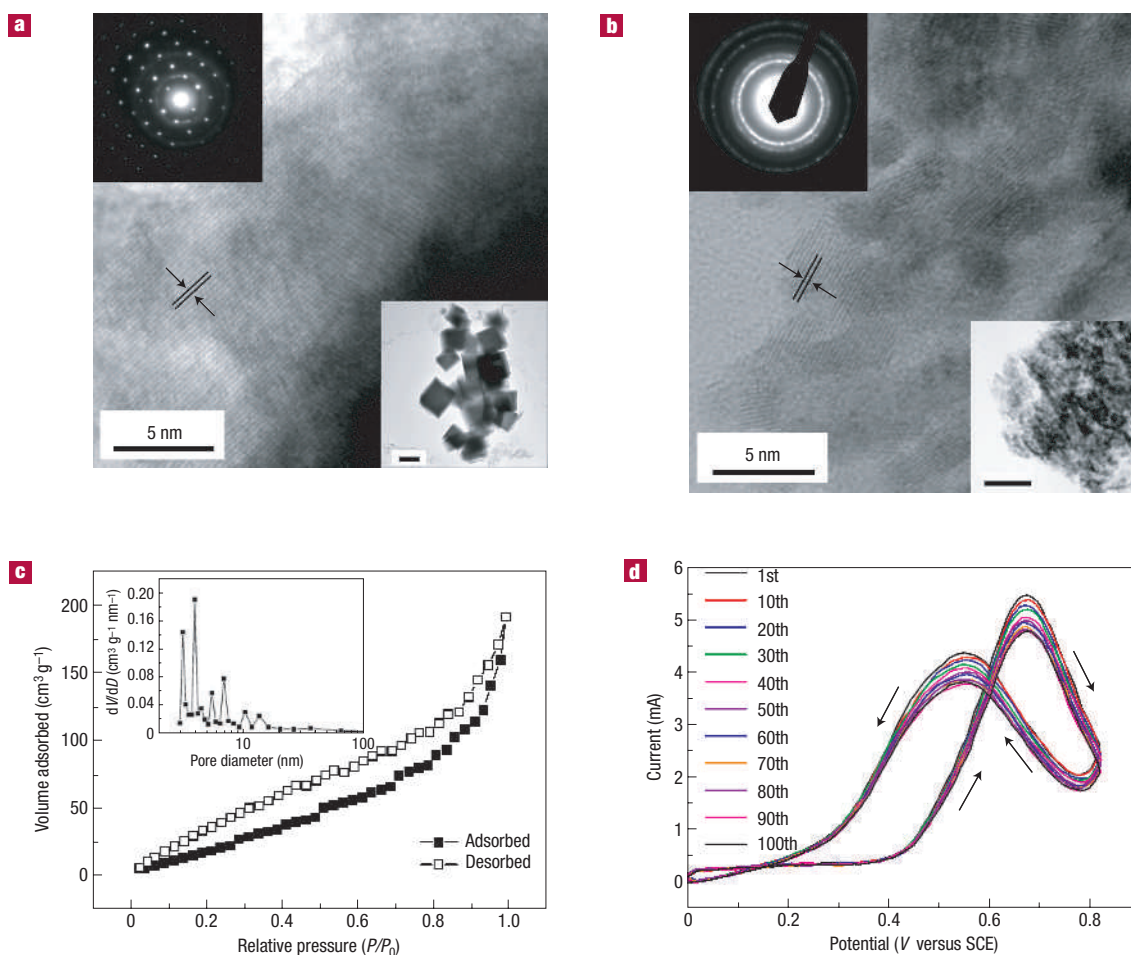 a
5 nm
b
5 nm
c
Volume adsorbed (cm³ g⁻¹)
200
150
100
50
0
0 0.2 0.4 0.6 0.8 1.0
Relative pressure (P/P₀)
dV/dD (cm³ g⁻¹ nm⁻¹)
0.20
0.16
0.12
0.08
0.04
0
10 100
Pore diameter (nm)
Adsorbed
Desorbed
d
Current (mA)
6
5
4
3
2
1
0
0 0.2 0.4 0.6 0.8
Potential (V versus SCE)
1st
10th
20th
30th
40th
50th
60th
70th
80th
90th
100th